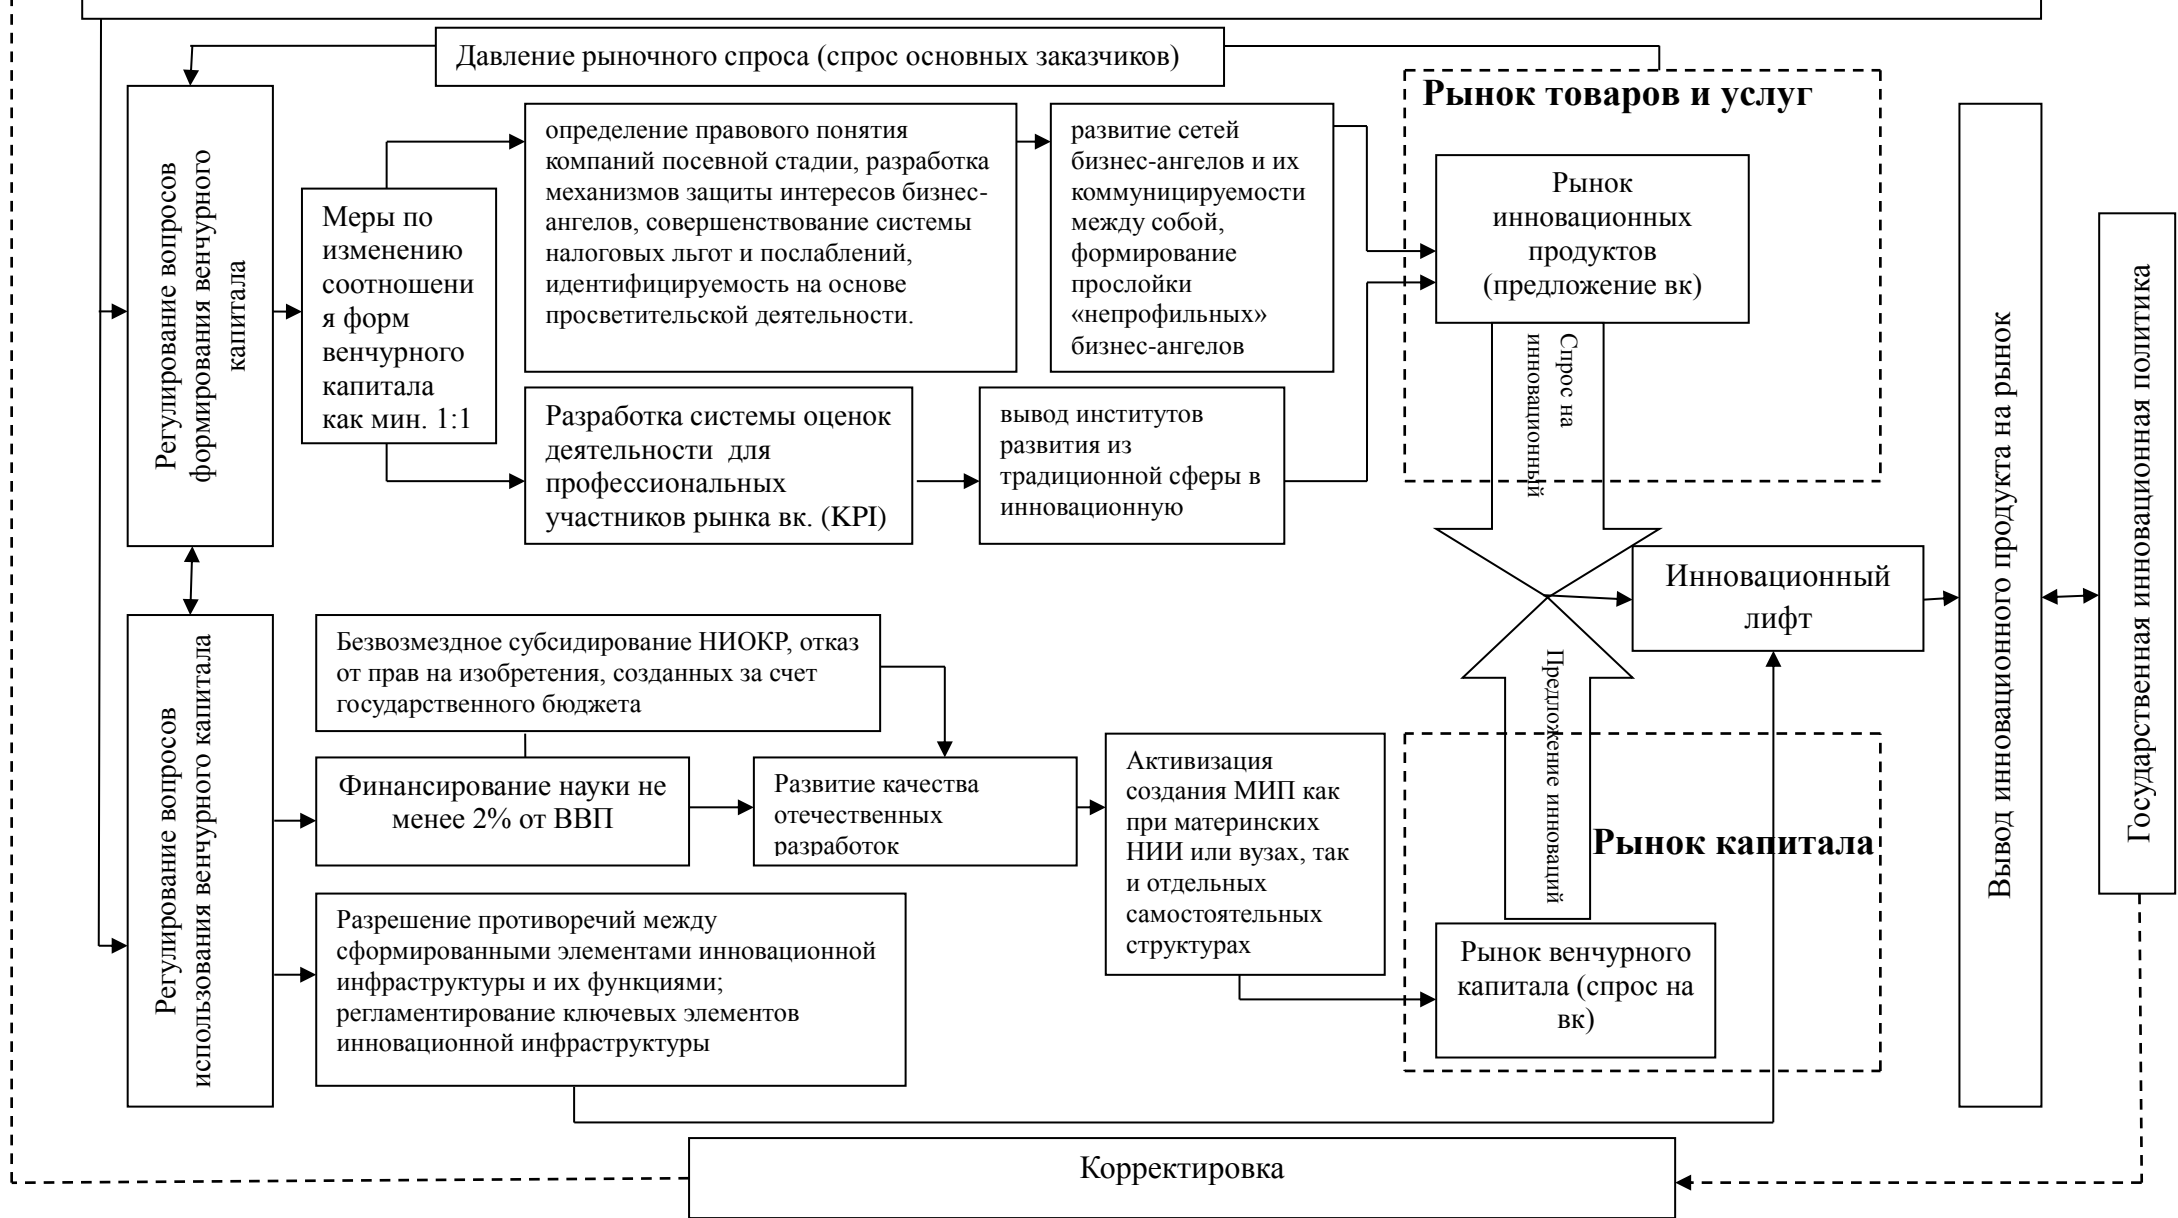 Давление рыночного спроса (спрос основных заказчиков)
Рынок товаров и услуг
Регулирование вопросов
формирования венчурного
капитала
Меры по
изменению
соотношени
я форм
венчурного
капитала
как мин. 1:1
определение правового понятия
компаний посевной стадии, разработка
механизмов защиты интересов бизнес-
ангелов, совершенствование системы
налоговых льгот и послаблений,
идентифицируемость на основе
просветительской деятельности.
развитие сетей
бизнес-ангелов и их
коммуницируемости
между собой,
формирование
прослойки
«непрофильных»
бизнес-ангелов
Рынок
инновационных
продуктов
(предложение вк)
Разработка системы оценок
деятельности для
профессиональных
участников рынка вк. (KPI)
вывод институтов
развития из
традиционной сферы в
инновационную
Спрос на
инновационный
Инновационный
лифт
Вывод инновационного продукта на рынок
Государственная инновационная политика
Регулирование вопросов
использования венчурного капитала
Безвозмездное субсидирование НИОКР, отказ
от прав на изобретения, созданных за счет
государственного бюджета
Финансирование науки не
менее 2% от ВВП
Развитие качества
отечественных
разработок
Активизация
создания МИП как
при материнских
НИИ или вузах, так
и отдельных
самостоятельных
структурах
Предложение инноваций
Рынок капитала
Рынок венчурного
капитала (спрос на
вк)
Разрешение противоречий между
сформированными элементами инновационной
инфраструктуры и их функциями;
регламентирование ключевых элементов
инновационной инфраструктуры
Корректировка